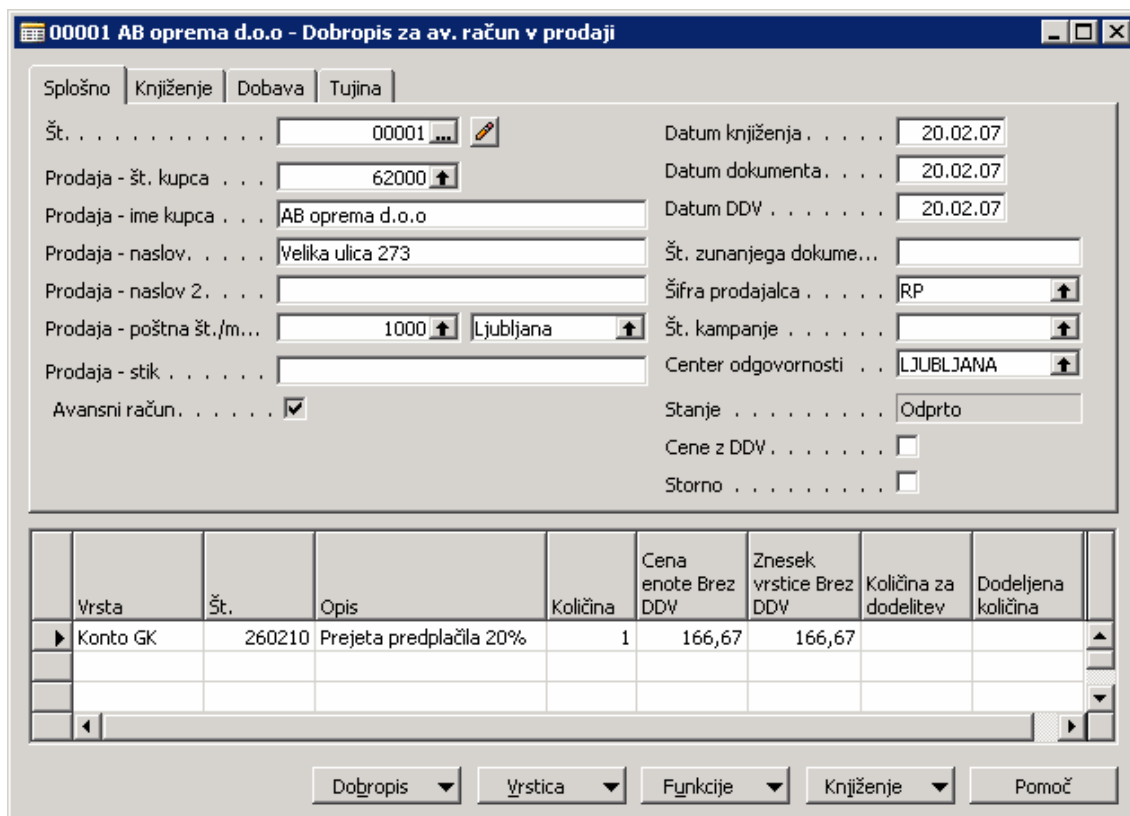 00001 AB oprema d.o.o - Dobropis za av. račun v prodaji
Splošno Knjiženje Dobava Tujina
Št. . . . . . . . . . . . . 00001 ...
Prodaja - št. kupca . . . 62000
Prodaja - ime kupca . . . AB oprema d.o.o
Prodaja - naslov. . . . . Velika ulica 273
Prodaja - naslov 2. . . .
Prodaja - poštna št./m... 1000 Ljubljana
Prodaja - stik . . . . . .
Avansni račun. . . . . .
Datum knjiženja . . . . . 20.02.07
Datum dokumenta. . . . 20.02.07
Datum DDV . . . . . . . 20.02.07
Št. zunanjega dokume...
Šifra prodajalca . . . . . RP
Št. kampanje . . . . . .
Center odgovornosti . . LJUBLJANA
Stanje . . . . . . . . . Odprto
Cene z DDV. . . . . . .
Storno . . . . . . . . .
Vrsta Št. Opis Količina Cena enote Brez DDV Znesek vrstice Brez DDV Količina za dodelitev Dodeljena količina
Konto GK 260210 Prejeta predplačila 20% 1 166,67 166,67
Dobropis Vrstica Funkcije Knjiženje Pomoč